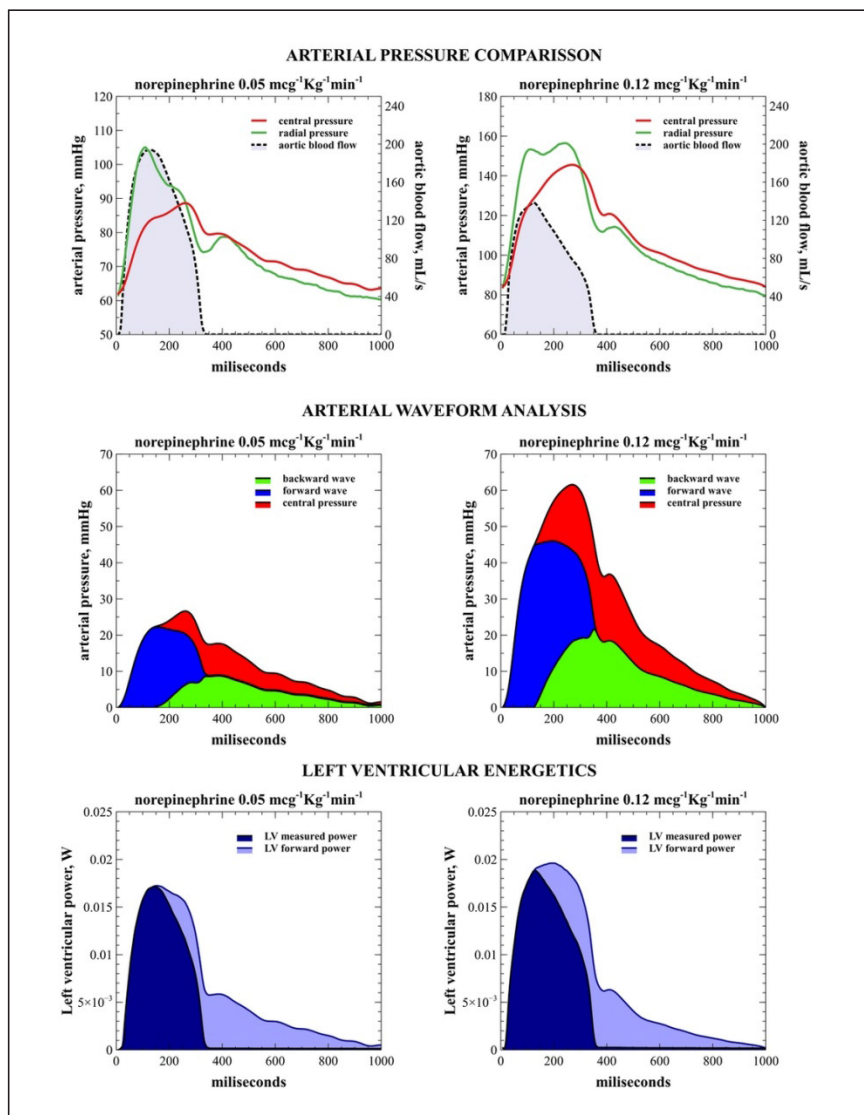 ARTERIAL PRESSURE COMPARISSON
norepinephrine 0.05 mcg⁻¹Kg⁻¹min⁻¹
norepinephrine 0.12 mcg⁻¹Kg⁻¹min⁻¹
120
110
100
90
80
70
60
50
arterial pressure, mmHg
central pressure
radial pressure
aortic blood flow
240
200
160
120
80
40
0
aortic blood flow, mL/s
0 200 400 600 800 1000
miliseconds
180
160
140
120
100
80
60
arterial pressure, mmHg
central pressure
radial pressure
aortic blood flow
240
200
160
120
80
40
0
aortic blood flow, mL/s
0 200 400 600 800 1000
miliseconds
ARTERIAL WAVEFORM ANALYSIS
norepinephrine 0.05 mcg⁻¹Kg⁻¹min⁻¹
norepinephrine 0.12 mcg⁻¹Kg⁻¹min⁻¹
70
60
50
40
30
20
10
0
arterial pressure, mmHg
backward wave
forward wave
central pressure
0 200 400 600 800 1000
miliseconds
70
60
50
40
30
20
10
0
arterial pressure, mmHg
backward wave
forward wave
central pressure
0 200 400 600 800 1000
miliseconds
LEFT VENTRICULAR ENERGETICS
norepinephrine 0.05 mcg⁻¹Kg⁻¹min⁻¹
norepinephrine 0.12 mcg⁻¹Kg⁻¹min⁻¹
0.025
0.02
0.015
0.01
5×10⁻³
0
Left ventricular power, W
LV measured power
LV forward power
0 200 400 600 800 1000
miliseconds
0.025
0.02
0.015
0.01
5×10⁻³
0
Left ventricular power, W
LV measured power
LV forward power
0 200 400 600 800 1000
miliseconds